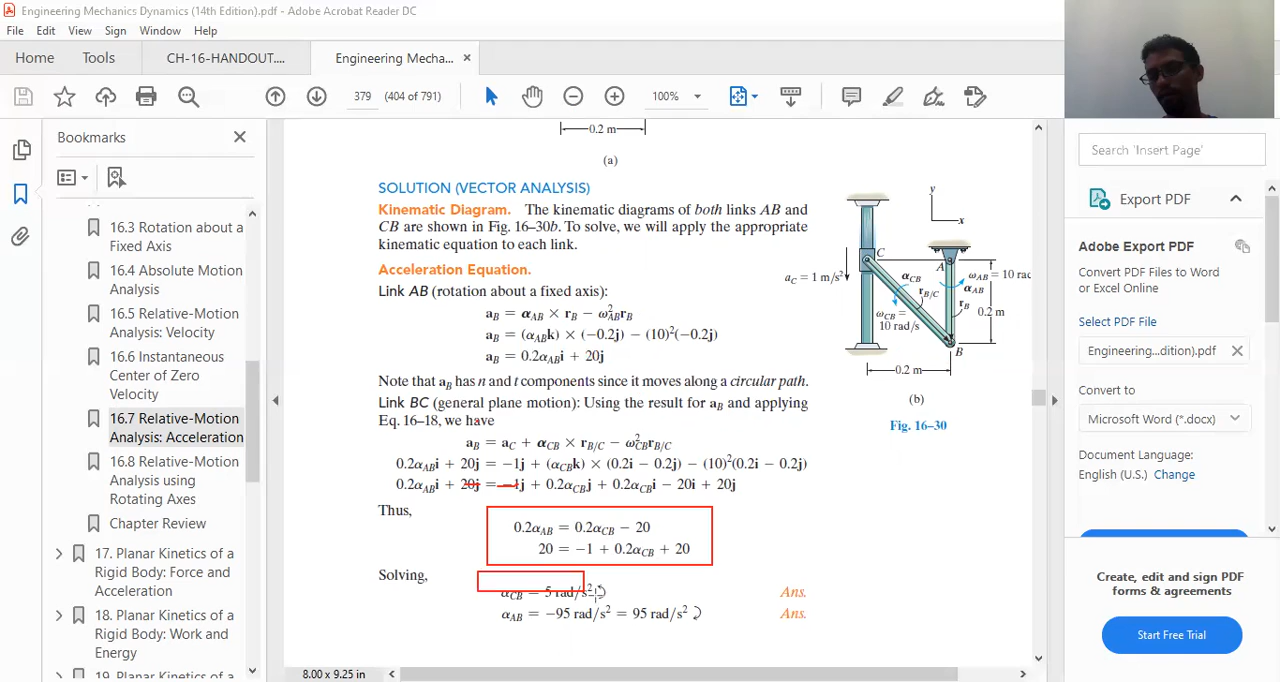 Engineering Mechanics Dynamics (14th Edition).pdf - Adobe Acrobat Reader DC
File Edit View Sign Window Help
Home Tools CH-16-HANDOUT.... Engineering Mecha... ×
379 (404 of 791) 100%
Bookmarks ×
16.3 Rotation about a
Fixed Axis
16.4 Absolute Motion
Analysis
16.5 Relative-Motion
Analysis: Velocity
16.6 Instantaneous
Center of Zero
Velocity
16.7 Relative-Motion
Analysis: Acceleration
16.8 Relative-Motion
Analysis using
Rotating Axes
Chapter Review
17. Planar Kinetics of a
Rigid Body: Force and
Acceleration
18. Planar Kinetics of a
Rigid Body: Work and
Energy
19. Planar Kinetics of a
0.2 m
(a)
SOLUTION (VECTOR ANALYSIS)
Kinematic Diagram. The kinematic diagrams of both links AB and
CB are shown in Fig. 16–30b. To solve, we will apply the appropriate
kinematic equation to each link.
Acceleration Equation.
Link AB (rotation about a fixed axis):
a_B = α_AB × r_B − ω²_AB r_B
a_B = (α_AB k) × (−0.2j) − (10)²(−0.2j)
a_B = 0.2α_AB i + 20j
Note that a_B has n and t components since it moves along a circular path.
Link BC (general plane motion): Using the result for a_B and applying
Eq. 16–18, we have
a_B = a_C + α_CB × r_B/C − ω²_CB r_B/C
0.2α_AB i + 20j = −1j + (α_CB k) × (0.2i − 0.2j) − (10)²(0.2i − 0.2j)
0.2α_AB i + 20j = −1j + 0.2α_CB j + 0.2α_CB i − 20i + 20j
Thus,
0.2α_AB = 0.2α_CB − 20
20 = −1 + 0.2α_CB + 20
Solving,
α_CB = 5 rad/s² Ans.
α_AB = −95 rad/s² = 95 rad/s² Ans.
8.00 x 9.25 in
y
x
C
A
a_C = 1 m/s²
α_CB
ω_AB = 10 rad
α_AB
r_B/C
r_B
0.2 m
ω_CB =
10 rad/s
B
0.2 m
(b)
Fig. 16–30
Search 'Insert Page'
Export PDF
Adobe Export PDF
Convert PDF Files to Word
or Excel Online
Select PDF File
Engineering...dition).pdf ×
Convert to
Microsoft Word (*.docx)
Document Language:
English (U.S.) Change
Create, edit and sign PDF
forms & agreements
Start Free Trial